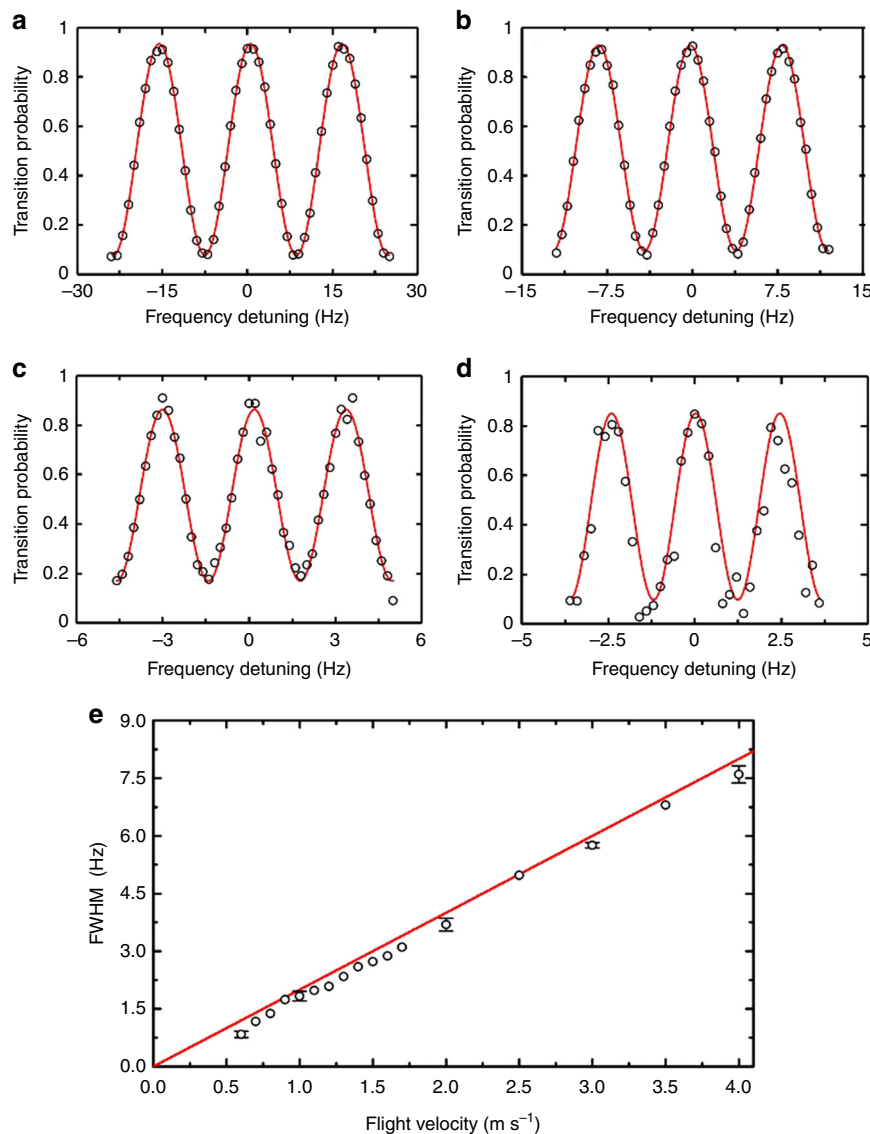 a
1
0.8
0.6
0.4
0.2
0
Transition probability
−30 −15 0 15 30
Frequency detuning (Hz)
b
1
0.8
0.6
0.4
0.2
0
Transition probability
−15 −7.5 0 7.5 15
Frequency detuning (Hz)
c
1
0.8
0.6
0.4
0.2
0
Transition probability
−6 −3 0 3 6
Frequency detuning (Hz)
d
1
0.8
0.6
0.4
0.2
0
Transition probability
−5 −2.5 0 2.5 5
Frequency detuning (Hz)
e
9.0
7.5
6.0
4.5
3.0
1.5
0.0
FWHM (Hz)
0.0 0.5 1.0 1.5 2.0 2.5 3.0 3.5 4.0
Flight velocity (m s⁻¹)